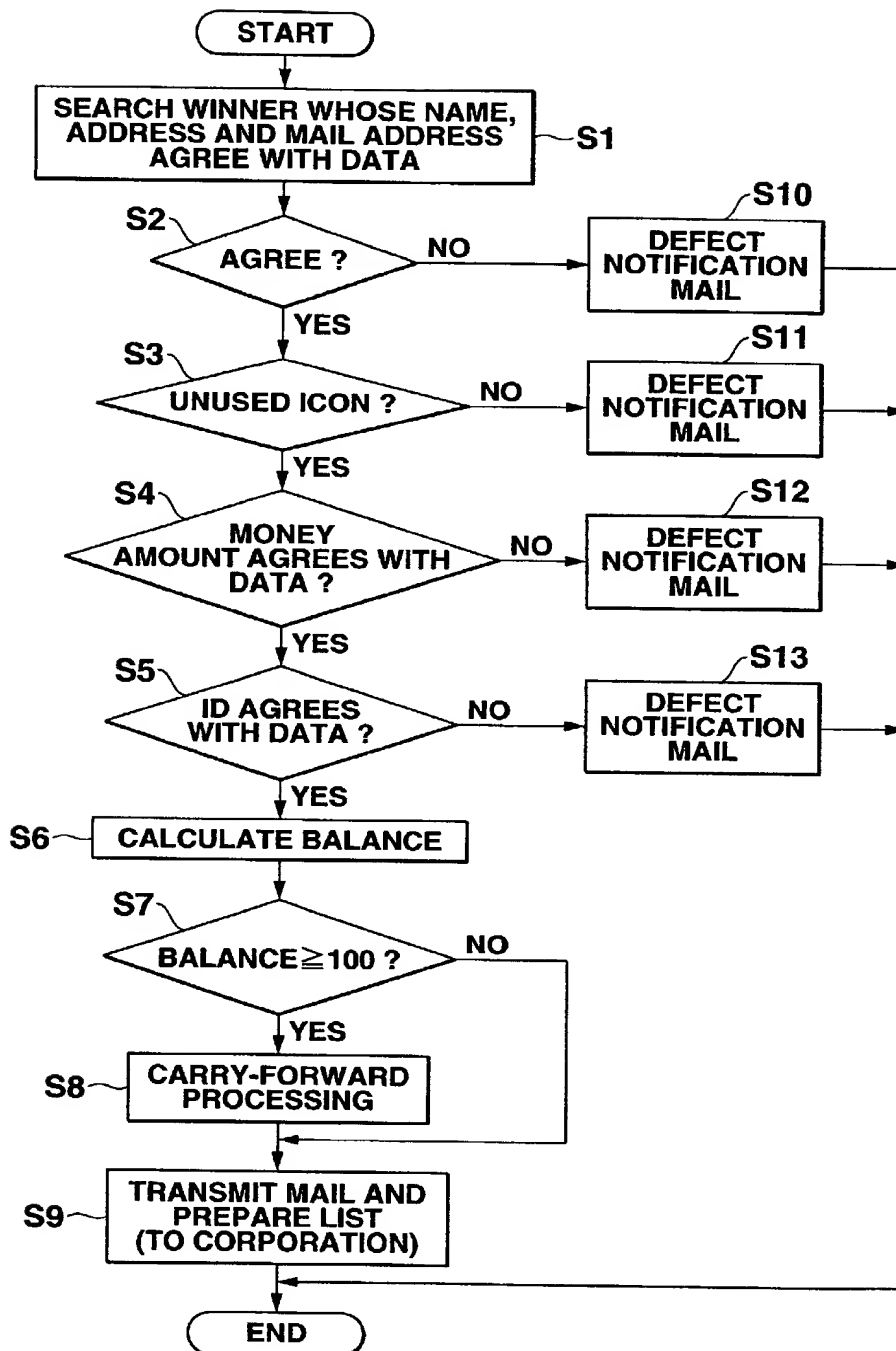 START
SEARCH WINNER WHOSE NAME,
ADDRESS AND MAIL ADDRESS
AGREE WITH DATA
S1
S2
AGREE ?
NO
S10
DEFECT
NOTIFICATION
MAIL
YES
S3
UNUSED ICON ?
NO
S11
DEFECT
NOTIFICATION
MAIL
YES
S4
MONEY
AMOUNT AGREES WITH
DATA ?
NO
S12
DEFECT
NOTIFICATION
MAIL
YES
S5
ID AGREES
WITH DATA ?
NO
S13
DEFECT
NOTIFICATION
MAIL
YES
S6
CALCULATE BALANCE
S7
BALANCE≧100 ?
NO
YES
S8
CARRY-FORWARD
PROCESSING
S9
TRANSMIT MAIL AND
PREPARE LIST
(TO CORPORATION)
END